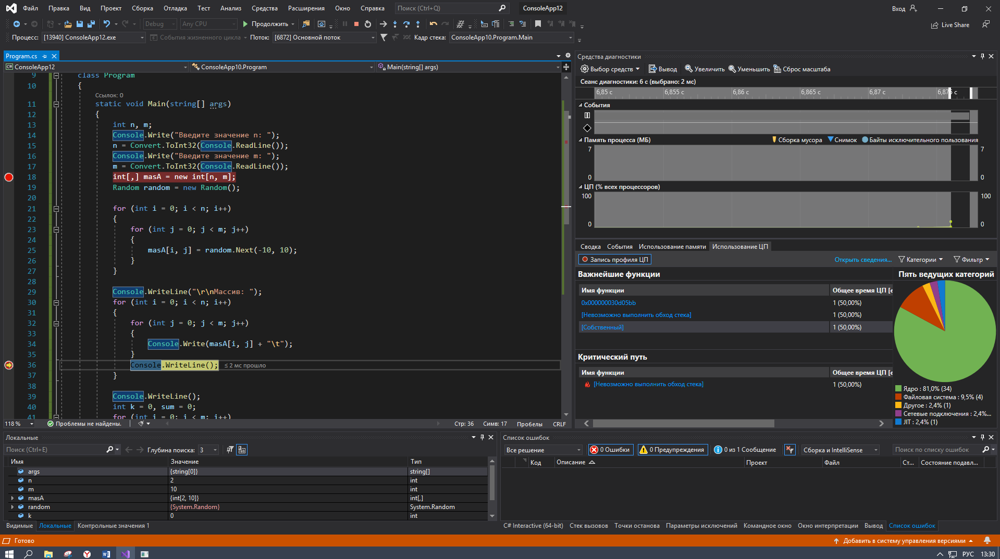 Файл Правка Вид Проект Сборка Отладка Тест Анализ Средства Расширения Окно Справка Поиск (Ctrl+Q) ConsoleApp12 Вход
Debug Any CPU Продолжить Live Share
Процесс: [13940] ConsoleApp12.exe События жизненного цикла Поток: [6872] Основной поток Кадр стека: ConsoleApp10.Program.Main
Program.cs
C# ConsoleApp12 ConsoleApp10.Program Main(string[] args)
9 class Program
10 {
Ссылок: 0
11 static void Main(string[] args)
12 {
13 int n, m;
14 Console.Write("Введите значение n: ");
15 n = Convert.ToInt32(Console.ReadLine());
16 Console.Write("Введите значение m: ");
17 m = Convert.ToInt32(Console.ReadLine());
18 int[,] masA = new int[n, m];
19 Random random = new Random();
20
21 for (int i = 0; i < n; i++)
22 {
23 for (int j = 0; j < m; j++)
24 {
25 masA[i, j] = random.Next(-10, 10);
26 }
27 }
28
29 Console.WriteLine("\r\nМассив: ");
30 for (int i = 0; i < n; i++)
31 {
32 for (int j = 0; j < m; j++)
33 {
34 Console.Write(masA[i, j] + "\t");
35 }
36 Console.WriteLine(); ≤ 2 мс прошло
37 }
38
39 Console.WriteLine();
40 int k = 0, sum = 0;
41 for (int i = 0; i < m; i++)
118 % Проблемы не найдены. Стр: 36 Симв: 17 Пробелы CRLF
Средства диагностики
Выбор средств Вывод Увеличить Уменьшить Сброс масштаба
Сеанс диагностики: 6 с (выбрано: 2 мс)
6,85 с 6,855 с 6,86 с 6,865 с 6,87 с 6,875 с
События
Память процесса (МБ) Сборка мусора Снимок Байты исключительного пользования
7 7
0 0
ЦП (% всех процессоров)
100 100
0 0
Сводка События Использование памяти Использование ЦП
Запись профиля ЦП Открыть сведения... Категории Фильтр
Важнейшие функции
Имя функции Общее время ЦП [е
0x000000030d05bb 1 (50,00%)
[Невозможно выполнить обход стека] 1 (50,00%)
[Собственный] 1 (50,00%)
Критический путь
Имя функции Общее время ЦП [е
[Невозможно выполнить обход стека] 1 (50,00%)
Пять ведущих категорий
Ядро : 81,0% (34)
Файловая система : 9,5% (4)
Другое : 2,4% (1)
Сетевые подключения : 2,4%...
JIT : 2,4% (1)
Локальные
Поиск (Ctrl+E) Глубина поиска: 3
Имя Значение Тип
args {string[0]} string[]
n 2 int
m 10 int
masA {int[2, 10]} int[,]
random {System.Random} System.Random
k 0 int
Видимые Локальные Контрольные значения 1
Список ошибок
Все решение 0 Ошибки 0 Предупреждения 0 из 1 Сообщение Сборка и IntelliSense Поиск по списку ошибок
Код Описание Проект Файл Ст... Состояние подавл...
C# Interactive (64-bit) Стек вызовов Точки останова Параметры исключений Командное окно Окно интерпретации Вывод Список ошибок
Готово Добавить в систему управления версиями
РУС 13:30